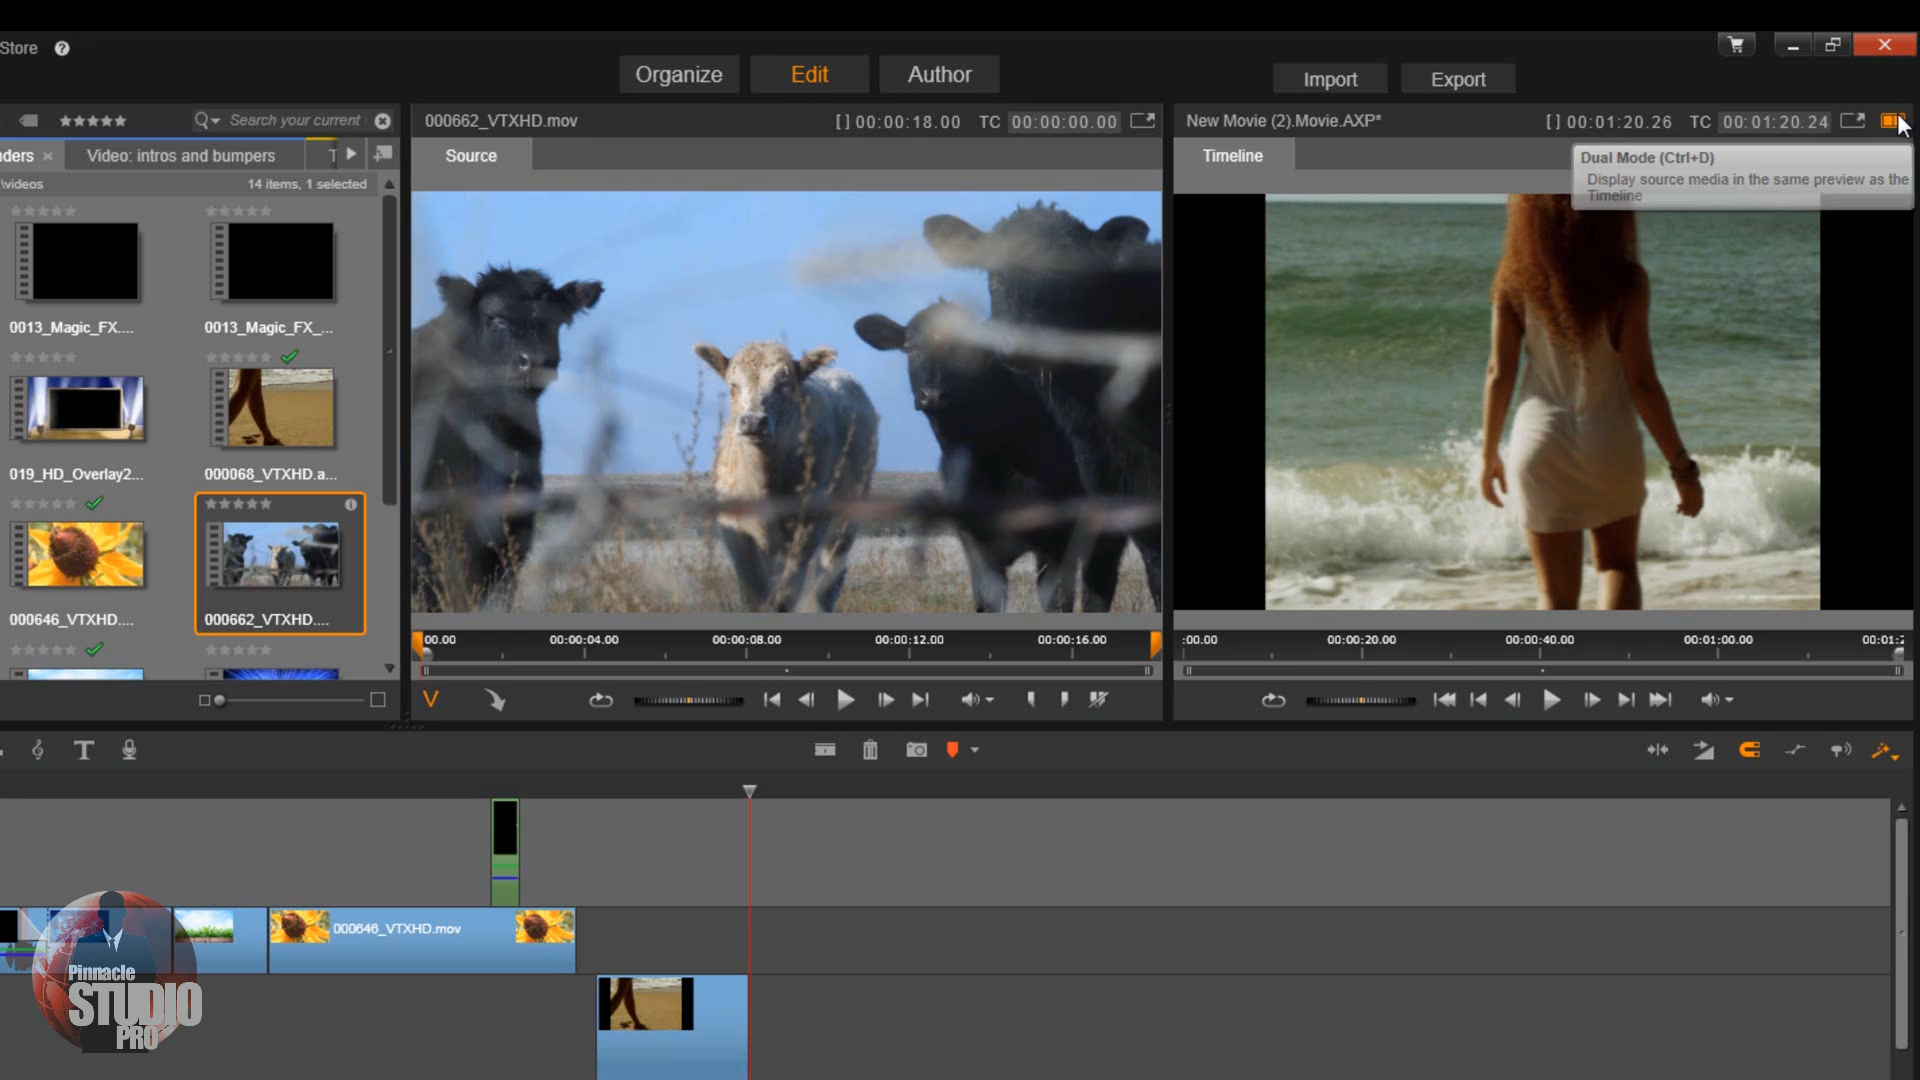 Store
Organize
Edit
Author
Import
Export
Search your current
000662_VTXHD.mov
[ ] 00:00:18.00 TC 00:00:00.00
New Movie (2).Movie.AXP*
[ ] 00:01:20.26 TC 00:01:20.24
nders
Video: intros and bumpers
T
Source
Timeline
Dual Mode (Ctrl+D)
Display source media in the same preview as the
Timeline
\videos
14 items, 1 selected
0013_Magic_FX....
0013_Magic_FX_...
019_HD_Overlay2...
000068_VTXHD.a...
000646_VTXHD....
000662_VTXHD....
00.00 00:00:04.00 00:00:08.00 00:00:12.00 00:00:16.00
:00.00 00:00:20.00 00:00:40.00 00:01:00.00 00:01:
V
T
000646_VTXHD.mov
Pinnacle
STUDIO
PRO